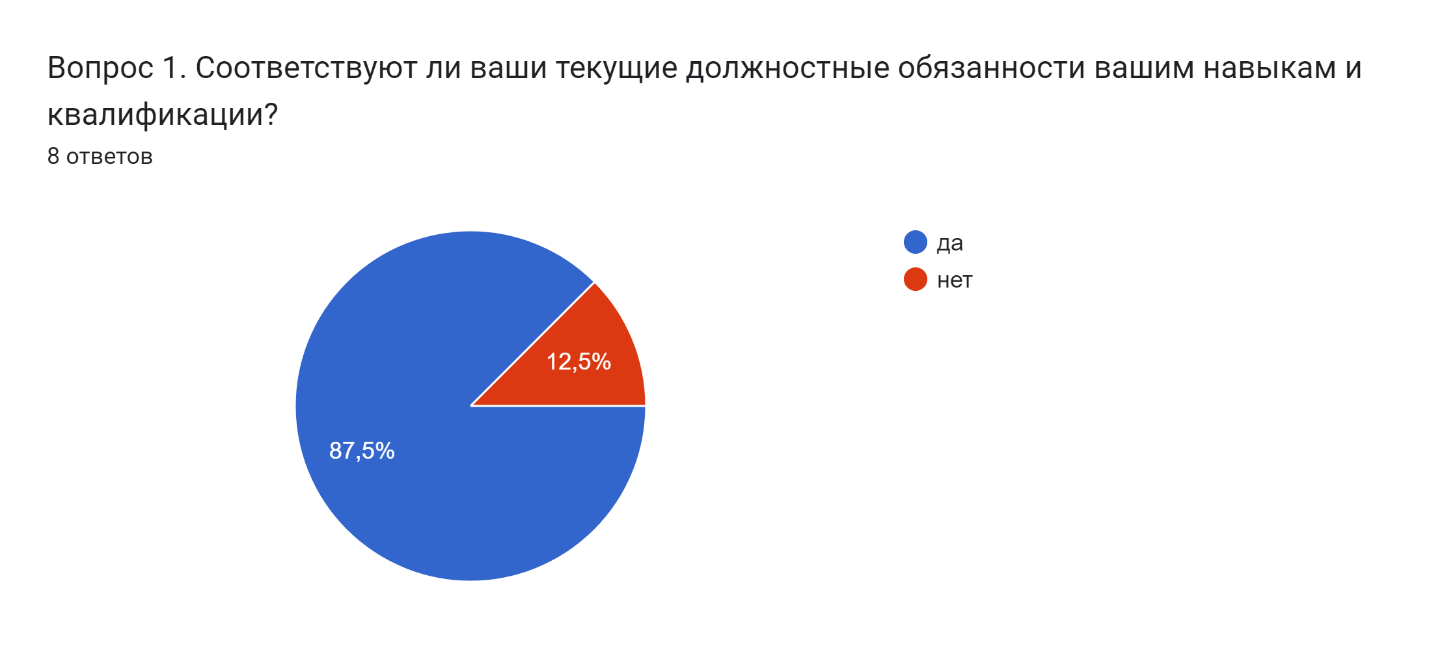 Вопрос 1. Соответствуют ли ваши текущие должностные обязанности вашим навыкам и
квалификации?
8 ответов
да
нет
12,5%
87,5%